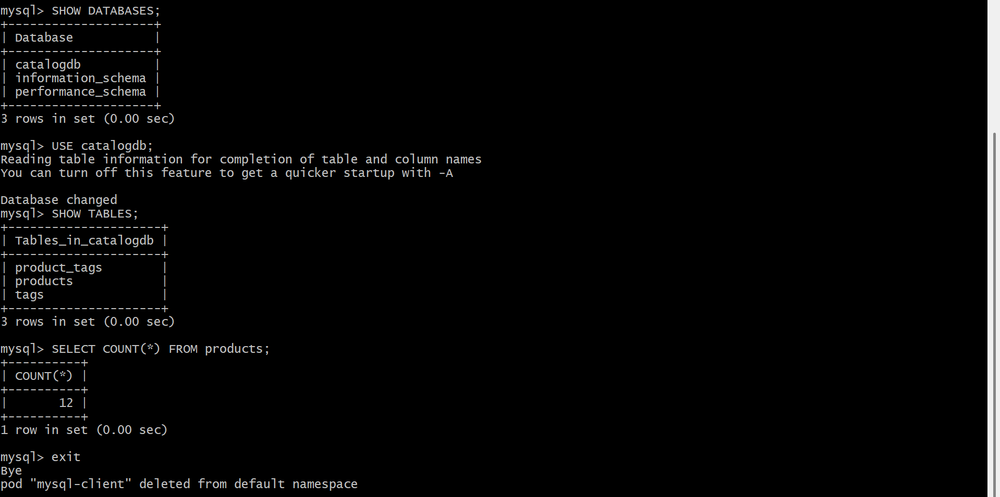 mysql> SHOW DATABASES;
+--------------------+
| Database           |
+--------------------+
| catalogdb          |
| information_schema |
| performance_schema |
+--------------------+
3 rows in set (0.00 sec)

mysql> USE catalogdb;
Reading table information for completion of table and column names
You can turn off this feature to get a quicker startup with -A

Database changed
mysql> SHOW TABLES;
+---------------------+
| Tables_in_catalogdb |
+---------------------+
| product_tags        |
| products            |
| tags                |
+---------------------+
3 rows in set (0.00 sec)

mysql> SELECT COUNT(*) FROM products;
+----------+
| COUNT(*) |
+----------+
|       12 |
+----------+
1 row in set (0.00 sec)

mysql> exit
Bye
pod "mysql-client" deleted from default namespace